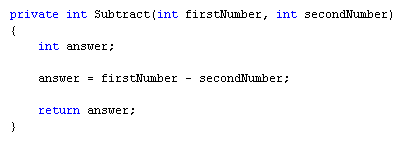 private int Subtract(int firstNumber, int secondNumber)
{
    int answer;
    answer = firstNumber - secondNumber;
    return answer;
}